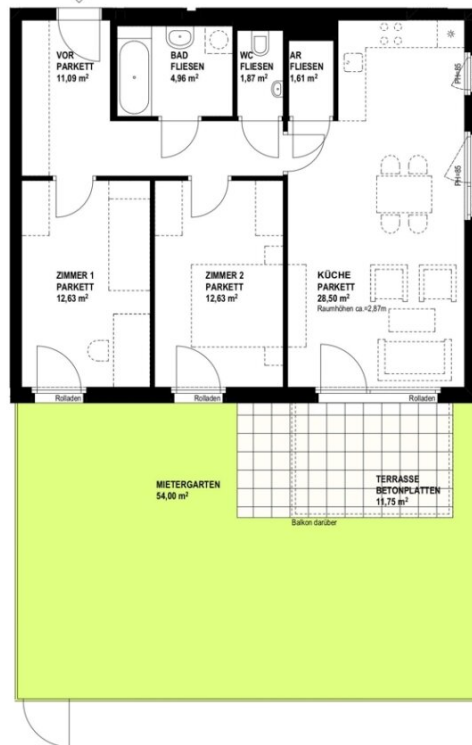 VOR
PARKETT
11,09 m²
BAD
FLIESEN
4,96 m²
WC
FLIESEN
1,87 m²
AR
FLIESEN
1,61 m²
PH=85
PH=85
ZIMMER 1
PARKETT
12,63 m²
ZIMMER 2
PARKETT
12,63 m²
KÜCHE
PARKETT
28,50 m²
Raumhöhen ca.=2,87m
Rolladen
Rolladen
Rolladen
MIETERGARTEN
54,00 m²
TERRASSE
BETONPLATTEN
11,75 m²
Balkon darüber